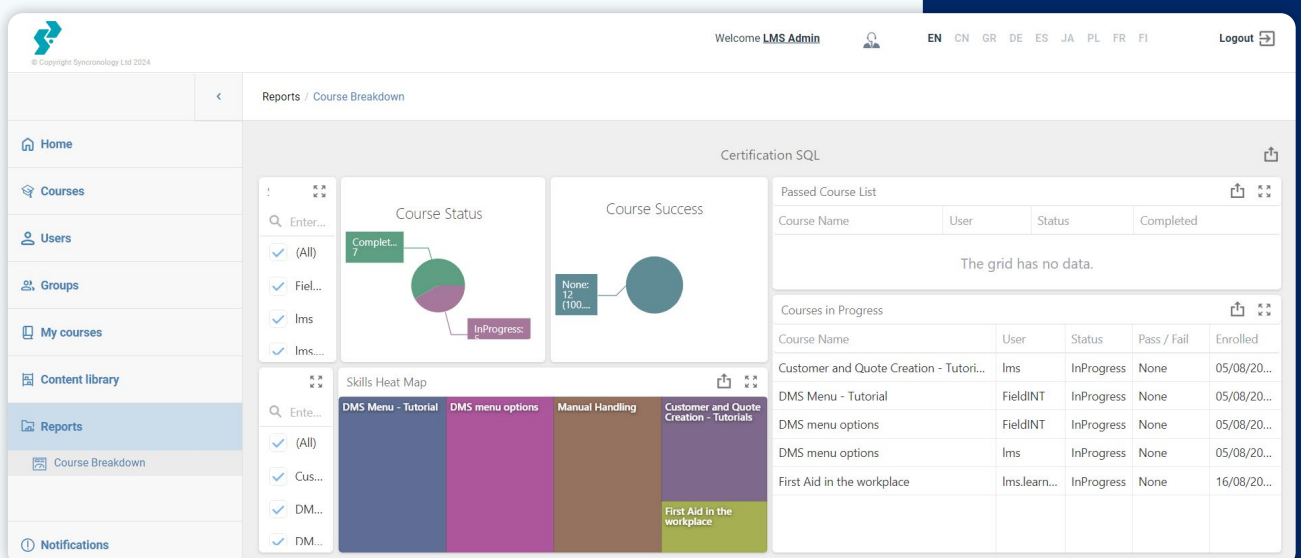 © Copyright Syncronology Ltd 2024
Welcome LMS Admin
EN CN GR DE ES JA PL FR FI
Logout
Reports / Course Breakdown
Home
Courses
Users
Groups
My courses
Content library
Reports
Course Breakdown
Notifications
Certification SQL
Enter...
(All)
Fiel...
lms
lms....
Course Status
Complet...
7
InProgress:
Course Success
None:
12
(100....
Passed Course List
Course Name User Status Completed
The grid has no data.
Ente...
(All)
Cus...
DM...
DM...
Skills Heat Map
DMS Menu - Tutorial
DMS menu options
Manual Handling
Customer and Quote
Creation - Tutorials
First Aid in the
workplace
Courses in Progress
Course Name User Status Pass / Fail Enrolled
Customer and Quote Creation - Tutori... lms InProgress None 05/08/20...
DMS Menu - Tutorial FieldINT InProgress None 05/08/20...
DMS menu options FieldINT InProgress None 05/08/20...
DMS menu options lms InProgress None 05/08/20...
First Aid in the workplace lms.learn... InProgress None 16/08/20...